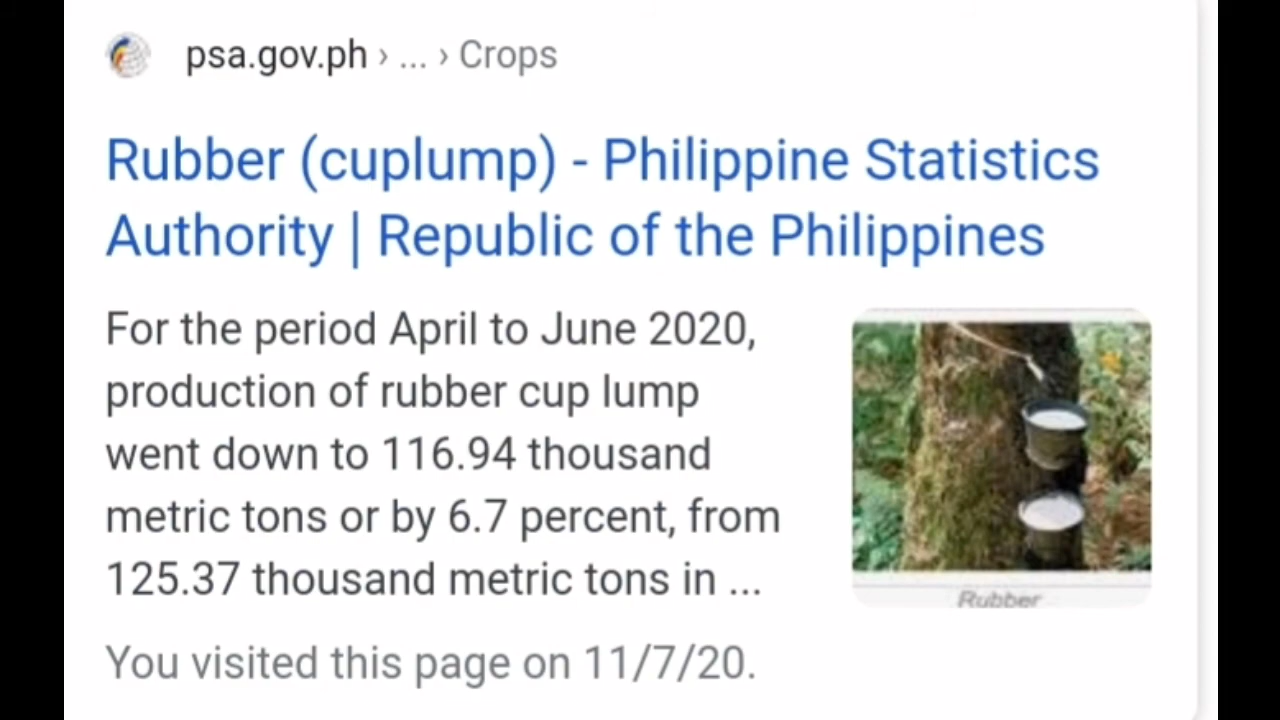 psa.gov.ph › ... › Crops
Rubber (cuplump) - Philippine Statistics
Authority | Republic of the Philippines
For the period April to June 2020,
production of rubber cup lump
went down to 116.94 thousand
metric tons or by 6.7 percent, from
125.37 thousand metric tons in ...
Rubber
You visited this page on 11/7/20.